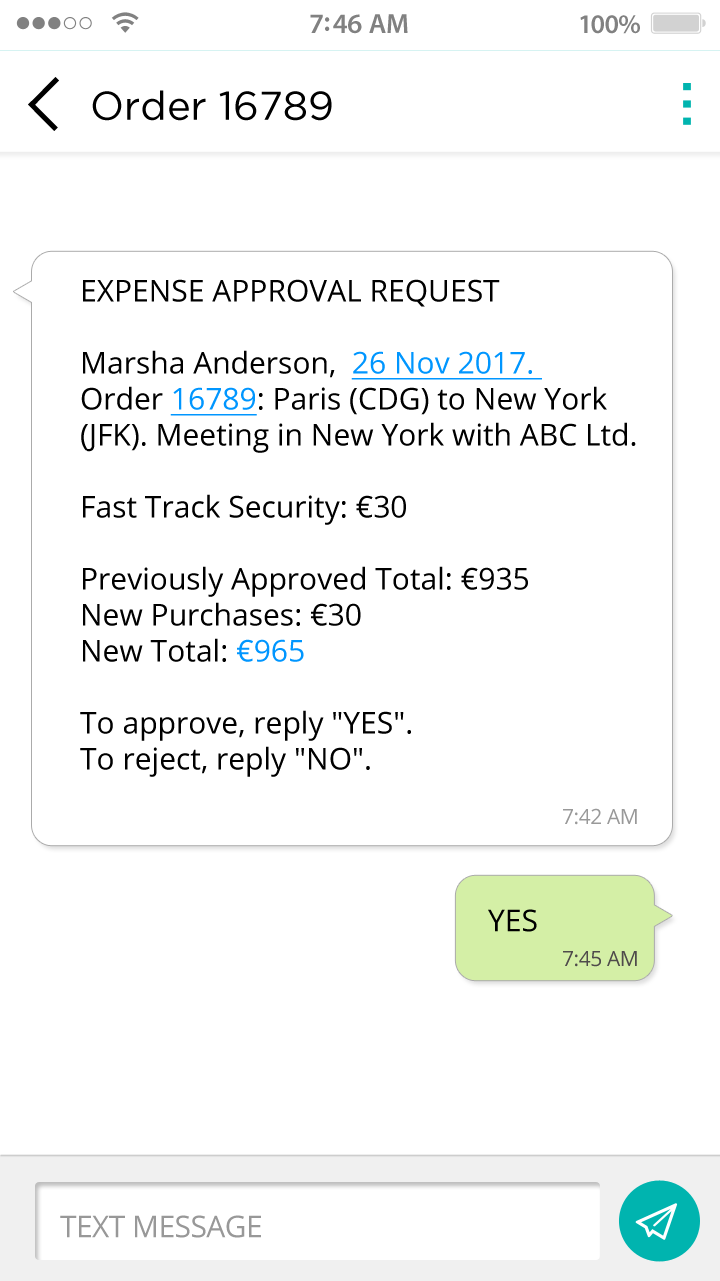 7:46 AM
100%
Order 16789
EXPENSE APPROVAL REQUEST
Marsha Anderson, 26 Nov 2017.
Order 16789: Paris (CDG) to New York
(JFK). Meeting in New York with ABC Ltd.
Fast Track Security: €30
Previously Approved Total: €935
New Purchases: €30
New Total: €965
To approve, reply "YES".
To reject, reply "NO".
7:42 AM
YES
7:45 AM
TEXT MESSAGE